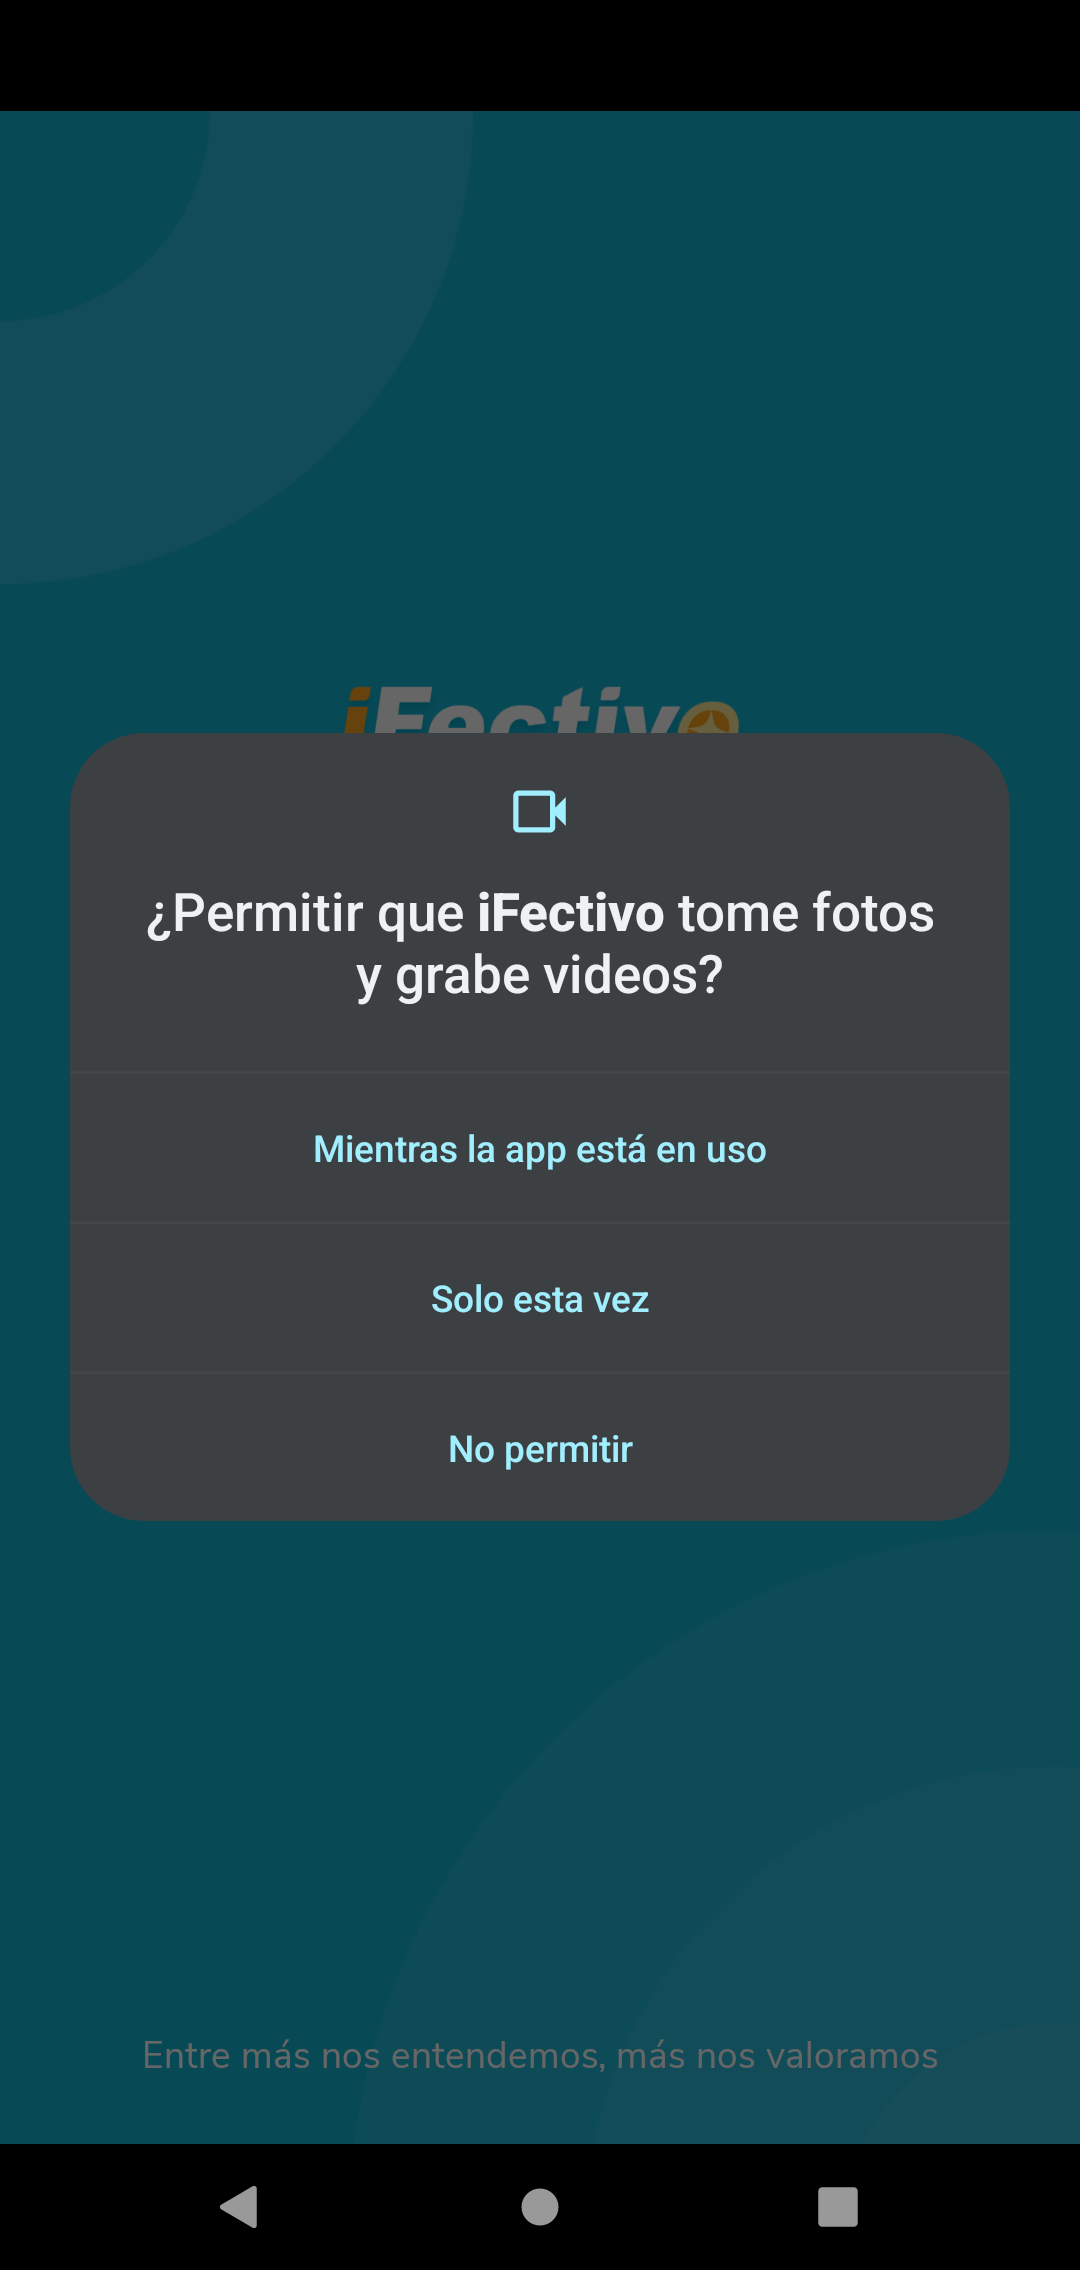 iFectivo
¿Permitir que iFectivo tome fotos
y grabe videos?
Mientras la app está en uso
Solo esta vez
No permitir
Entre más nos entendemos, más nos valoramos